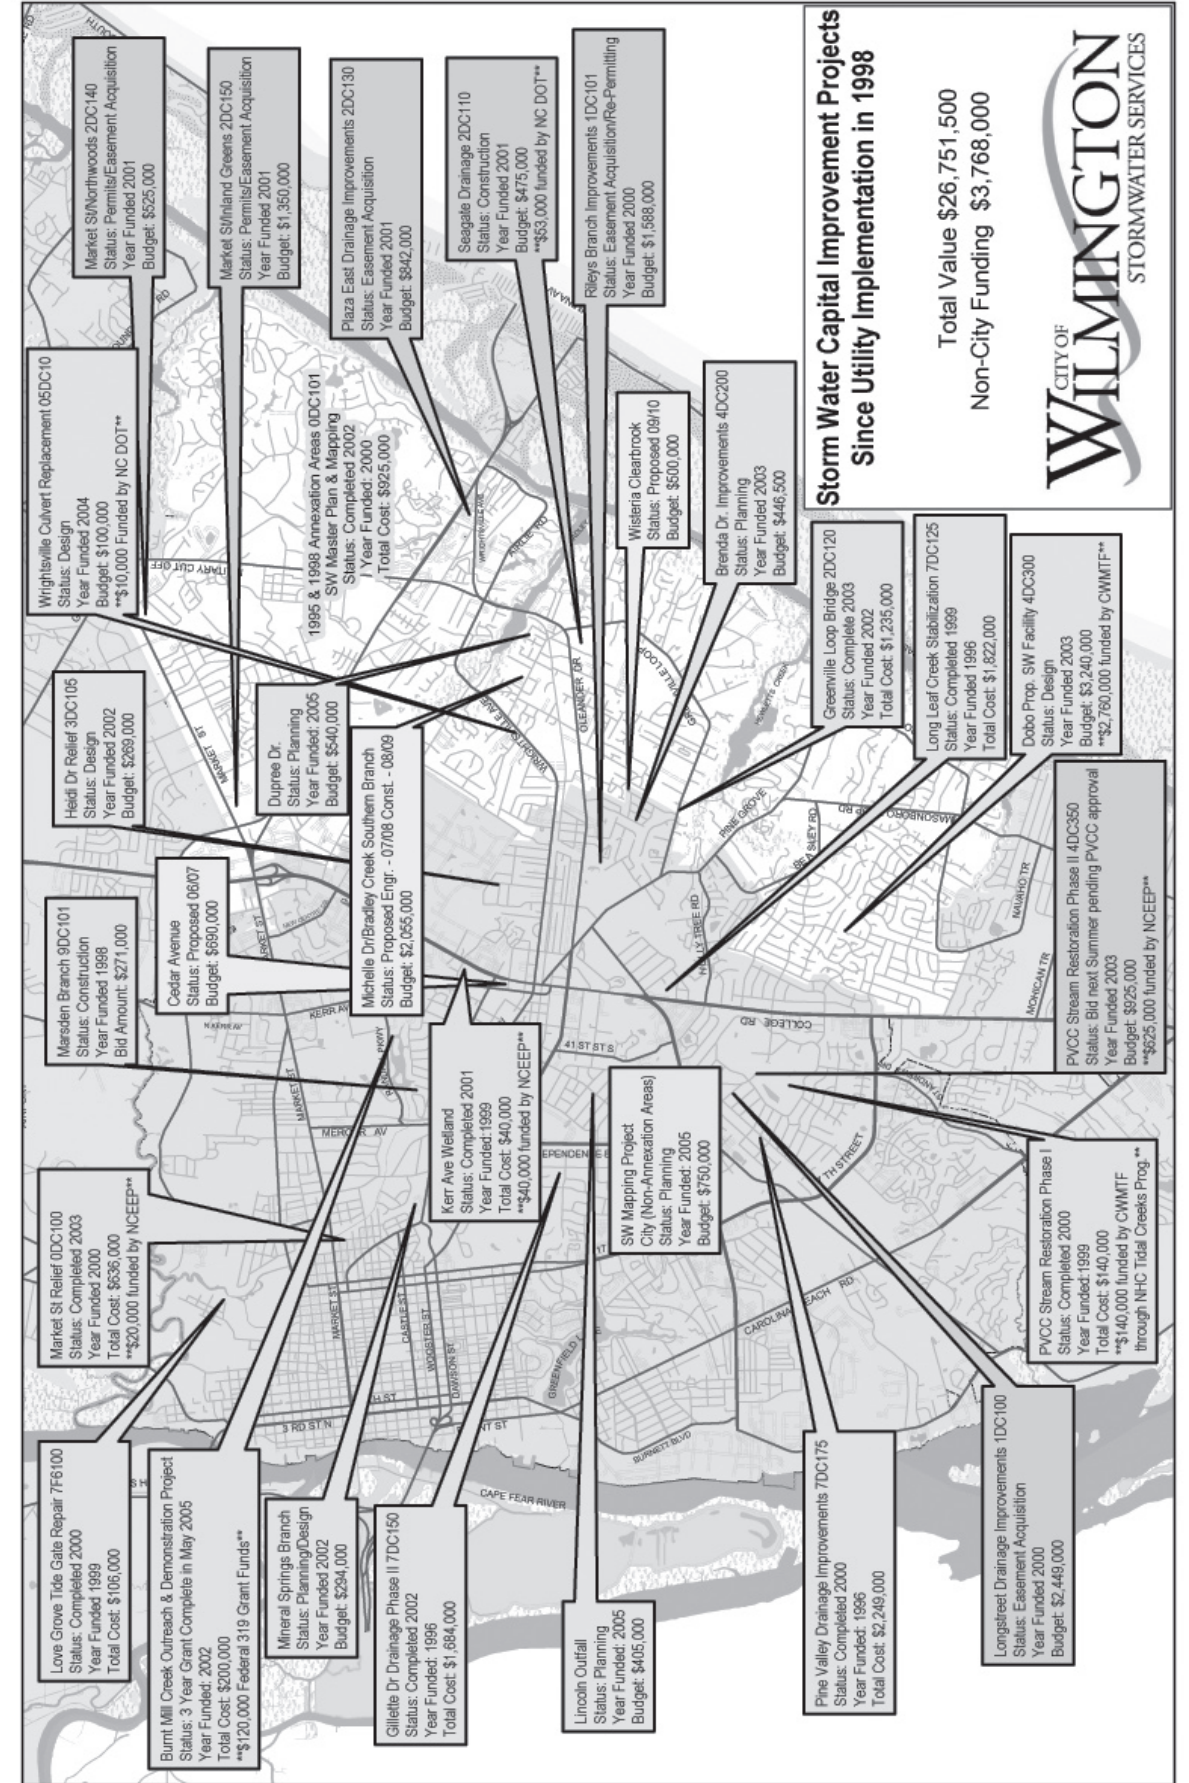 Storm Water Capital Improvement Projects
Since Utility Implementation in 1998
Total Value $26,751,500
Non-City Funding $3,768,000
CITY OF
WILMINGTON
STORMWATER SERVICES
Love Grove Tide Gate Repair 7F6100
Status: Completed 2000
Year Funded 1999
Total Cost: $106,000
Market St Relief 0DC100
Status: Completed 2003
Year Funded 2000
Total Cost: $636,000
**$20,000 funded by NCEEP**
Marsden Branch 9DC101
Status: Construction
Year Funded 1998
Bid Amount: $271,000
Heidi Dr Relief 3DC105
Status: Design
Year Funded 2002
Budget: $269,000
Wrightsville Culvert Replacement 05DC10
Status: Design
Year Funded 2004
Budget: $100,000
**$10,000 Funded by NC DOT**
Market St/Northwoods 2DC140
Status: Permits/Easement Acquisition
Year Funded 2001
Budget: $525,000
Burnt Mill Creek Outreach & Demonstration Project
Status: 3 Year Grant Complete in May 2005
Year Funded: 2002
Total Cost: $200,000
**$120,000 Federal 319 Grant Funds**
Cedar Avenue
Status: Proposed 06/07
Budget: $690,000
Market St/Inland Greens 2DC150
Status: Permits/Easement Acquisition
Year Funded 2001
Budget: $1,350,000
Mineral Springs Branch
Status: Planning/Design
Year Funded 2002
Budget: $294,000
Dupree Dr.
Status: Planning
Year Funded: 2005
Budget: $540,000
1995 & 1998 Annexation Areas 0DC101
SW Master Plan & Mapping
Status: Completed 2002
Year Funded: 2000
Total Cost: $925,000
Plaza East Drainage Improvements 2DC130
Status: Easement Acquisition
Year Funded 2001
Budget: $842,000
Michelle Dr/Bradley Creek Southern Branch
Status: Proposed Engr. - 07/08 Const. - 08/09
Budget: $2,055,000
Gillette Dr Drainage Phase II 7DC150
Status: Completed 2002
Year Funded: 1996
Total Cost: $1,684,000
Kerr Ave Wetland
Status: Completed 2001
Year Funded:1999
Total Cost: $40,000
**$40,000 funded by NCEEP**
Seagate Drainage 2DC110
Status: Construction
Year Funded 2001
Budget: $475,000
**$53,000 funded by NC DOT**
Rileys Branch Improvements 1DC101
Status: Easement Acquisition/Re-Permitting
Year Funded 2000
Budget: $1,588,000
Lincoln Outfall
Status: Planning
Year Funded: 2005
Budget: $405,000
SW Mapping Project
City (Non-Annexation Areas)
Status: Planning
Year Funded: 2005
Budget: $750,000
Wisteria Clearbrook
Status: Proposed 09/10
Budget: $500,000
Brenda Dr. Improvements 4DC200
Status: Planning
Year Funded 2003
Budget: $446,500
Pine Valley Drainage Improvements 7DC175
Status: Completed 2000
Year Funded: 1996
Total Cost: $2,249,000
Greenville Loop Bridge 2DC120
Status: Complete 2003
Year Funded 2002
Total Cost: $1,235,000
Long Leaf Creek Stabilization 7DC125
Status: Completed 1999
Year Funded 1996
Total Cost: $1,822,000
Dobo Prop. SW Facility 4DC300
Status: Design
Year Funded 2003
Budget: $3,240,000
**$2,760,000 funded by CWMTF**
Longstreet Drainage Improvements 1DC100
Status: Easement Acquisition
Year Funded 2000
Budget: $2,449,000
PVCC Stream Restoration Phase I
Status: Completed 2000
Year Funded:1999
Total Cost: $140,000
**$140,000 funded by CWMTF
through NHC Tidal Creeks Prog.**
PVCC Stream Restoration Phase II 4DC350
Status: Bid next Summer pending PVCC approval
Year Funded 2003
Budget: $925,000
**$625,000 funded by NCEEP**
MARKET ST
MARKET ST
MARKET ST
KERR AV
N KERR AV
3 RD ST N
CASTLE ST
WOOSTER ST
DAWSON ST
CAPE FEAR RIVER
BURNETT BLVD
CAROLINA BEACH RD
41 ST ST S
COLLEGE RD
HOLLY TREE RD
PINE GROVE
BEASLEY RD
NAVAHO TR
MOHICAN TR
OLEANDER DR
AIRLIE RD
WRIGHTSVILLE AVE
HEWLETTS CREEK